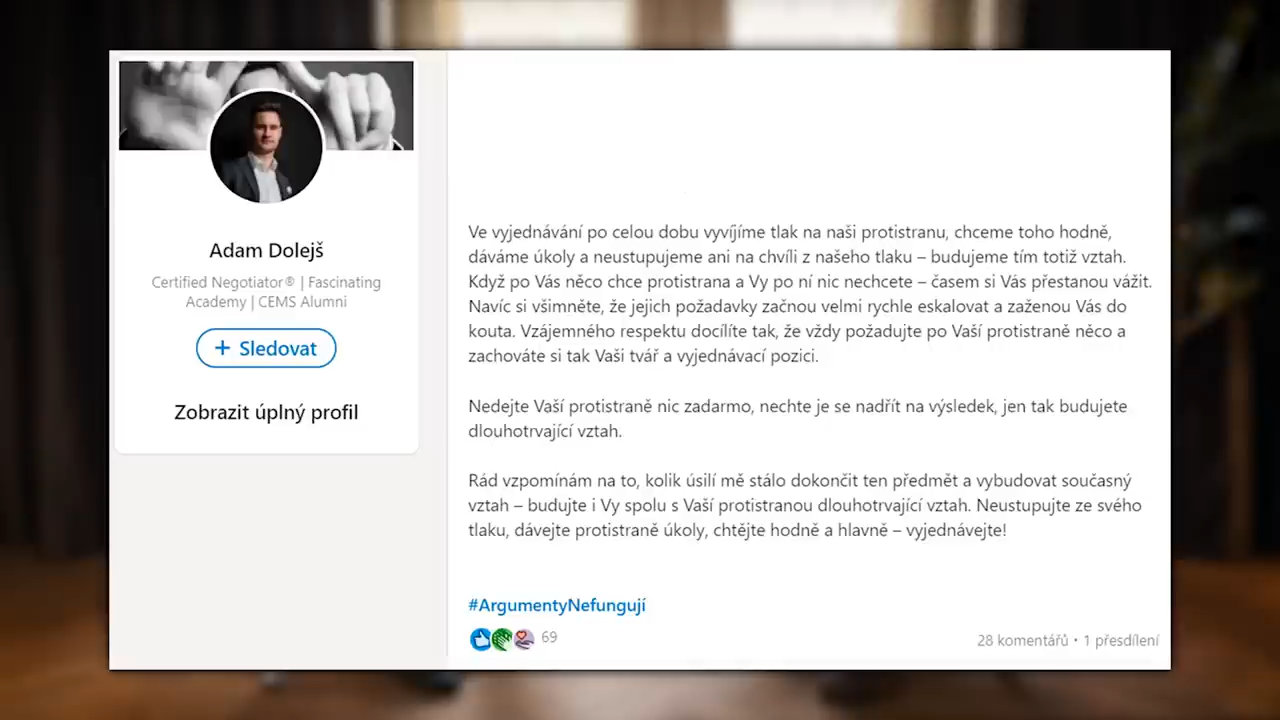 Adam Dolejš
Certified Negotiator® | Fascinating
Academy | CEMS Alumni
+ Sledovat
Zobrazit úplný profil
Ve vyjednávání po celou dobu vyvíjíme tlak na naši protistranu, chceme toho hodně,
dáváme úkoly a neustupujeme ani na chvíli z našeho tlaku – budujeme tím totiž vztah.
Když po Vás něco chce protistrana a Vy po ní nic nechcete – časem si Vás přestanou vážit.
Navíc si všimněte, že jejich požadavky začnou velmi rychle eskalovat a zaženou Vás do
kouta. Vzájemného respektu docílíte tak, že vždy požadujte po Vaší protistraně něco a
zachováte si tak Vaši tvář a vyjednávací pozici.
Nedejte Vaší protistraně nic zadarmo, nechte je se nadřít na výsledek, jen tak budujete
dlouhotrvající vztah.
Rád vzpomínám na to, kolik úsilí mě stálo dokončit ten předmět a vybudovat současný
vztah – budujte i Vy spolu s Vaší protistranou dlouhotrvající vztah. Neustupujte ze svého
tlaku, dávejte protistraně úkoly, chtějte hodně a hlavně – vyjednávejte!
#ArgumentyNefungují
69
28 komentářů • 1 přesdílení